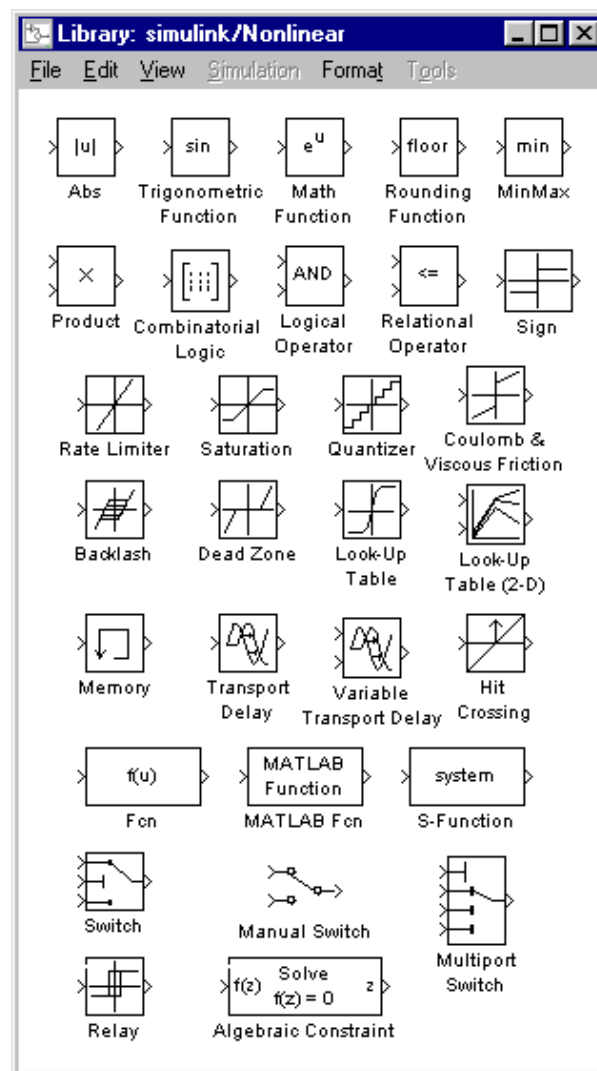 Library: simulink/Nonlinear
File Edit View Simulation Format Tools
|u| sin e^u floor min
Abs Trigonometric Function Math Function Rounding Function MinMax
× AND <=
Product Combinatorial Logic Logical Operator Relational Operator Sign
Rate Limiter Saturation Quantizer Coulomb & Viscous Friction
Backlash Dead Zone Look-Up Table Look-Up Table (2-D)
Memory Transport Delay Variable Transport Delay Hit Crossing
f(u) MATLAB Function system
Fcn MATLAB Fcn S-Function
Switch Manual Switch Multiport Switch
f(z) Solve f(z) = 0 z
Relay Algebraic Constraint